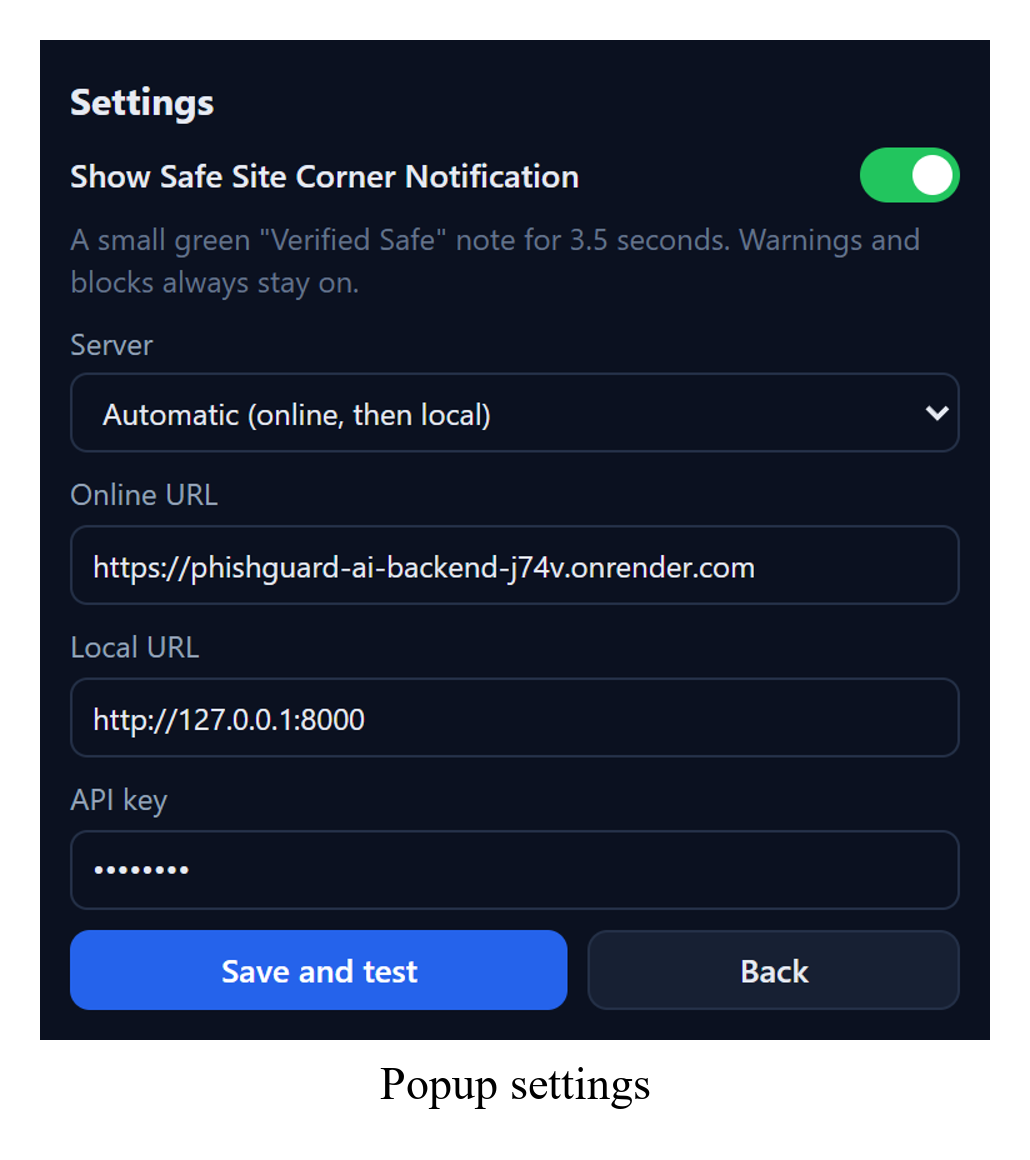 Settings
Show Safe Site Corner Notification
A small green "Verified Safe" note for 3.5 seconds. Warnings and
blocks always stay on.
Server
Automatic (online, then local)
Online URL
https://phishguard-ai-backend-j74v.onrender.com
Local URL
http://127.0.0.1:8000
API key
••••••••
Save and test
Back
Popup settings